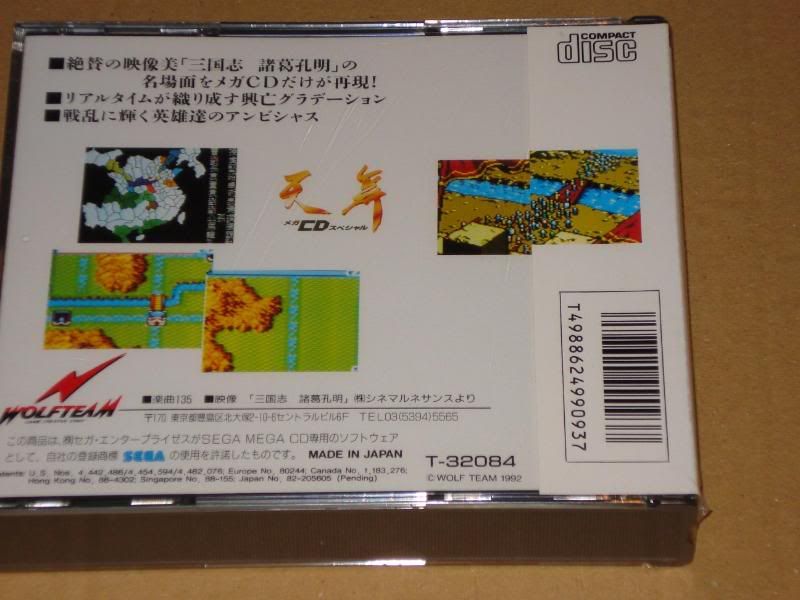 ■絶賛の映像美「三国志 諸葛孔明」の
名場面をメガCDだけが再現!
■リアルタイムが織り成す興亡グラデーション
■戦乱に輝く英雄達のアンビシャス
COMPACT
disc
天舞
メガCDスペシャル
T4988624990937
WOLFTEAM
GAME CREATIVE STAFF
■楽曲135 ■映像 「三国志 諸葛孔明」㈱シネマルネサンスより
〒170 東京都豊島区北大塚2-10-6セントラルビル6F TEL03(5394)5565
この商品は、㈱セガ・エンタープライゼスがSEGA MEGA CD専用のソフトウェア
として、自社の登録商標 SEGA の使用を許諾したものです。 MADE IN JAPAN
Patents: U.S. Nos. 4,442,486/4,454,594/4,462,076; Europe No. 80244; Canada No. 1,183,276;
Hong Kong No. 88-4302; Singapore No. 88-155; Japan No. 82-205605 (Pending)
T-32084
© WOLF TEAM 1992